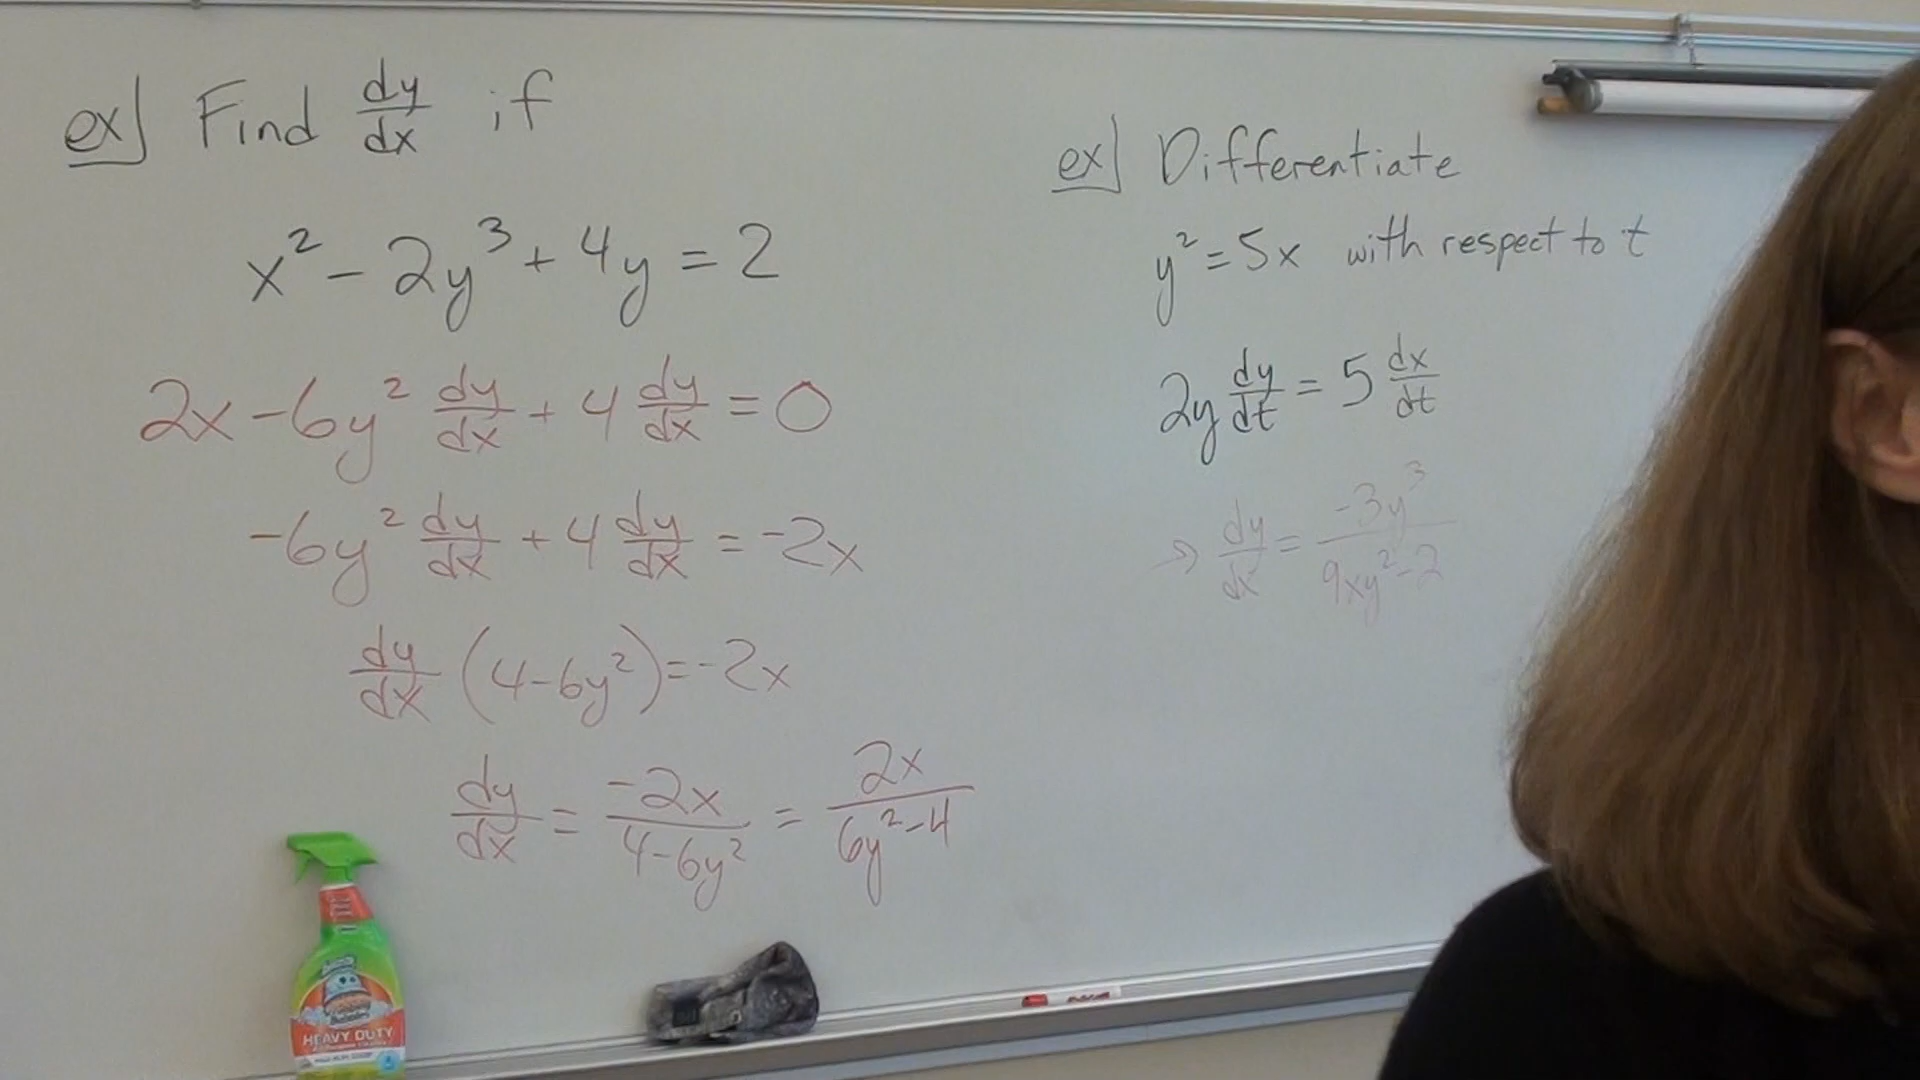 ex] Find dy/dx if
x² - 2y³ + 4y = 2
2x - 6y² dy/dx + 4 dy/dx = 0
-6y² dy/dx + 4 dy/dx = -2x
dy/dx (4-6y²) = -2x
dy/dx = -2x/(4-6y²) = 2x/(6y²-4)
ex] Differentiate
y² = 5x with respect to t
2y dy/dt = 5 dx/dt
→ dy/dx = -3y³/(9xy²-2)
HEAVY DUTY